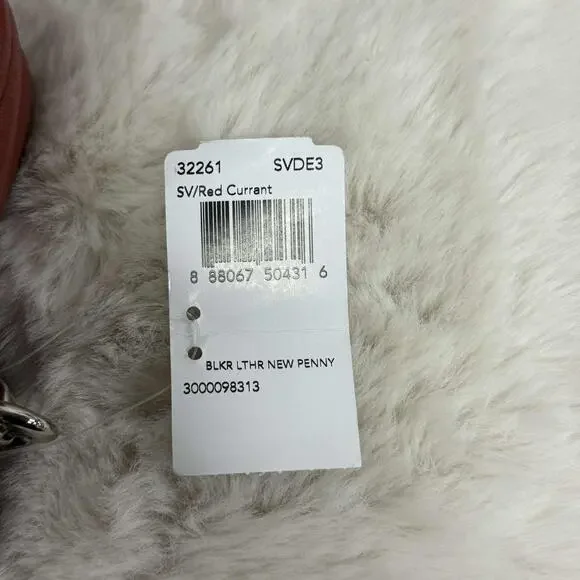 32261 SVDE3
SV/Red Currant
8 88067 50431 6
BLKR LTHR NEW PENNY
3000098313